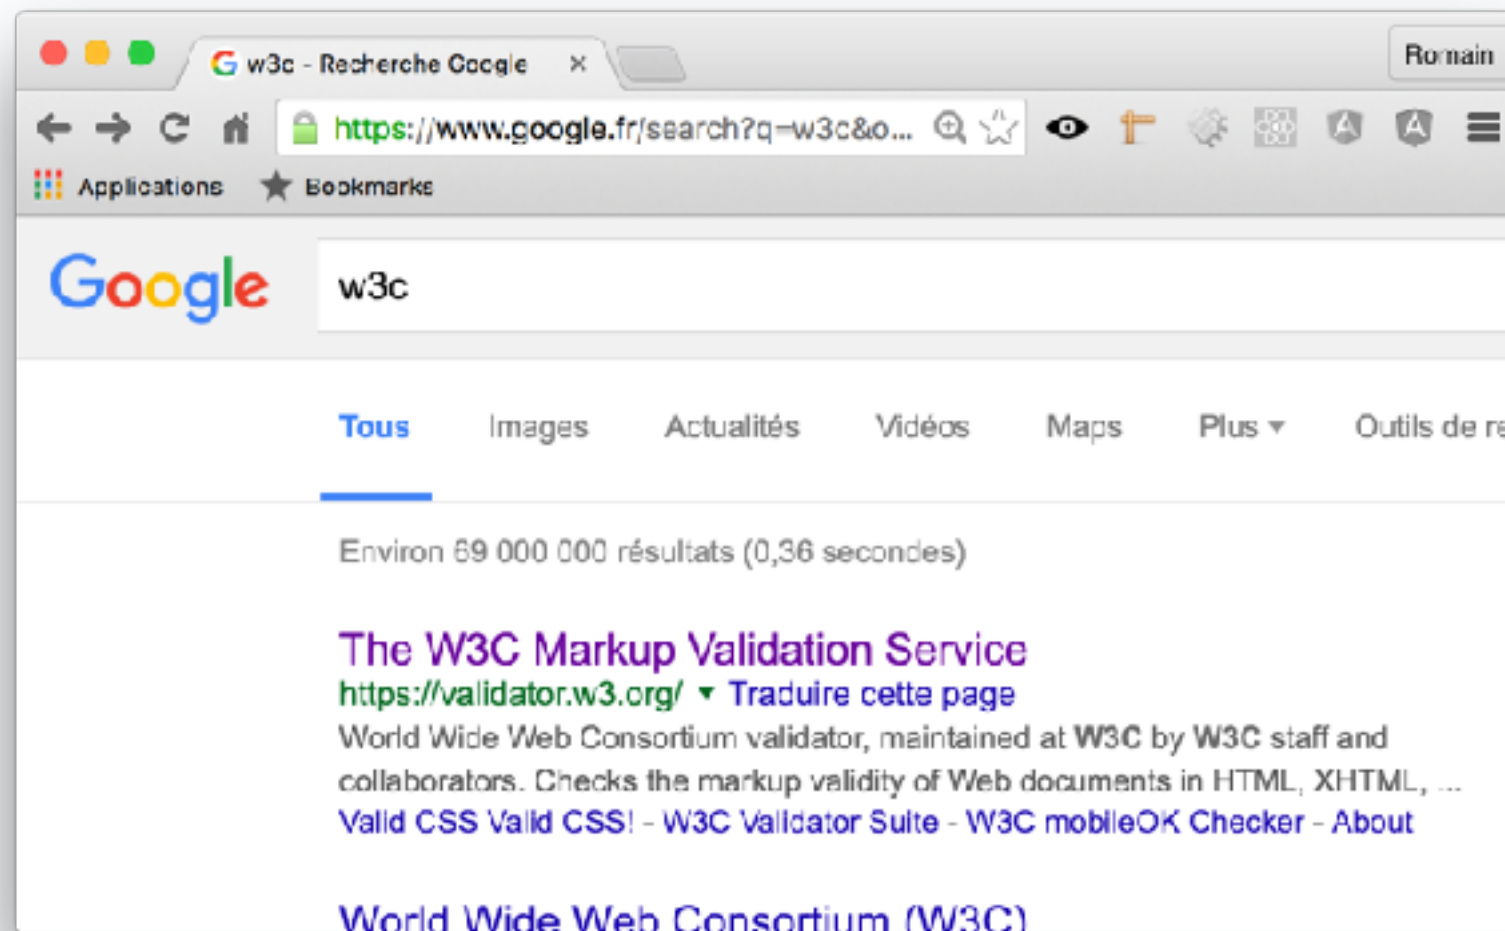 w3c - Recherche Google
Romain
https://www.google.fr/search?q=w3c&o...
Applications
Bookmarks
Google
w3c
Tous Images Actualités Vidéos Maps Plus Outils de re
Environ 69 000 000 résultats (0,36 secondes)
The W3C Markup Validation Service
https://validator.w3.org/ Traduire cette page
World Wide Web Consortium validator, maintained at W3C by W3C staff and
collaborators. Checks the markup validity of Web documents in HTML, XHTML, ...
Valid CSS Valid CSS! - W3C Validator Suite - W3C mobileOK Checker - About
World Wide Web Consortium (W3C)